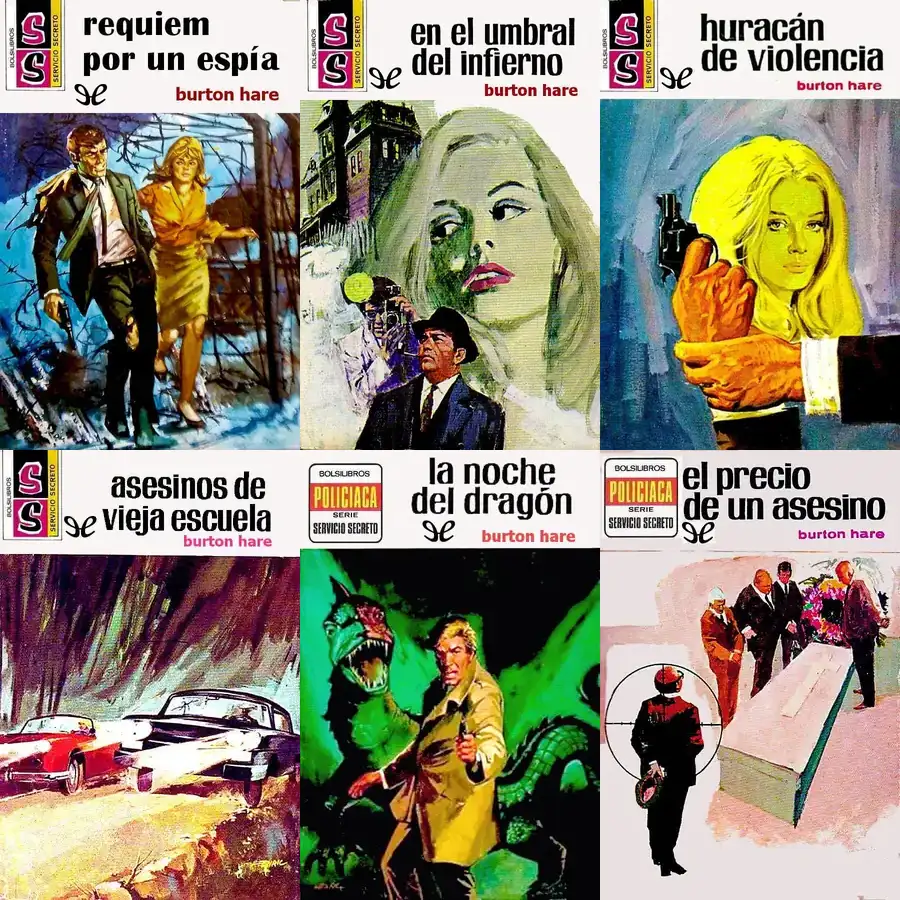 BOLSILIBROS
SS
SERVICIO SECRETO
requiem
por un espía
burton hare
BOLSILIBROS
SS
SERVICIO SECRETO
en el umbral
del infierno
burton hare
BOLSILIBROS
SS
SERVICIO SECRETO
huracán
de violencia
burton hare
BOLSILIBROS
SS
SERVICIO SECRETO
asesinos de
vieja escuela
burton hare
BOLSILIBROS
POLICIACA
SERIE
SERVICIO SECRETO
la noche
del dragón
burton hare
BOLSILIBROS
POLICIACA
SERIE
SERVICIO SECRETO
el precio
de un asesino
burton hare